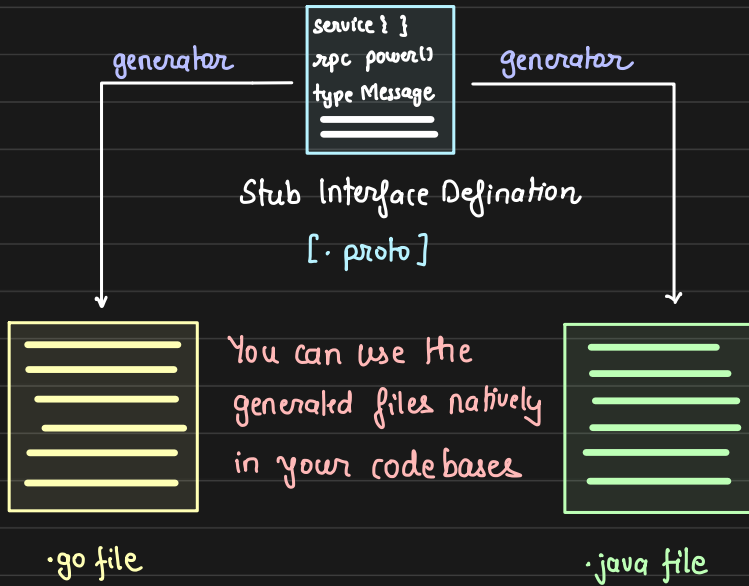 service { }
rpc power()
type Message
generator
generator
Stub Interface Defination
[.proto]
You can use the
generated files natively
in your codebases
.go file
.java file